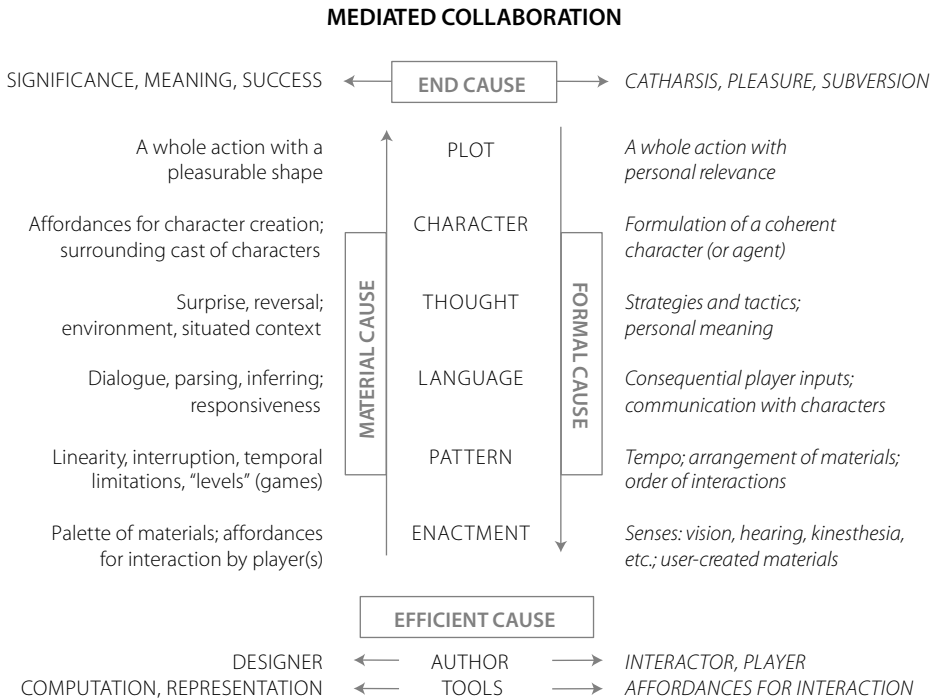 MEDIATED COLLABORATION
SIGNIFICANCE, MEANING, SUCCESS
END CAUSE
CATHARSIS, PLEASURE, SUBVERSION
A whole action with a
pleasurable shape
PLOT
A whole action with
personal relevance
Affordances for character creation;
surrounding cast of characters
CHARACTER
Formulation of a coherent
character (or agent)
Surprise, reversal;
environment, situated context
THOUGHT
Strategies and tactics;
personal meaning
MATERIAL CAUSE
FORMAL CAUSE
Dialogue, parsing, inferring;
responsiveness
LANGUAGE
Consequential player inputs;
communication with characters
Linearity, interruption, temporal
limitations, “levels” (games)
PATTERN
Tempo; arrangement of materials;
order of interactions
Palette of materials; affordances
for interaction by player(s)
ENACTMENT
Senses: vision, hearing, kinesthesia,
etc.; user-created materials
EFFICIENT CAUSE
DESIGNER
AUTHOR
INTERACTOR, PLAYER
COMPUTATION, REPRESENTATION
TOOLS
AFFORDANCES FOR INTERACTION